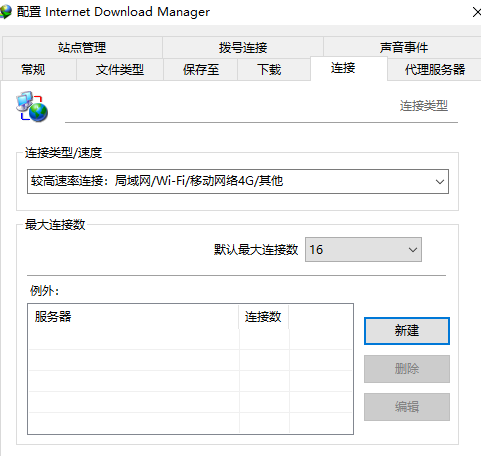 配置 Internet Download Manager
站点管理 拨号连接 声音事件
常规 文件类型 保存至 下载 连接 代理服务器
连接类型
连接类型/速度
较高速率连接：局域网/Wi-Fi/移动网络4G/其他
最大连接数
默认最大连接数 16
例外：
服务器 连接数
新建
删除
编辑